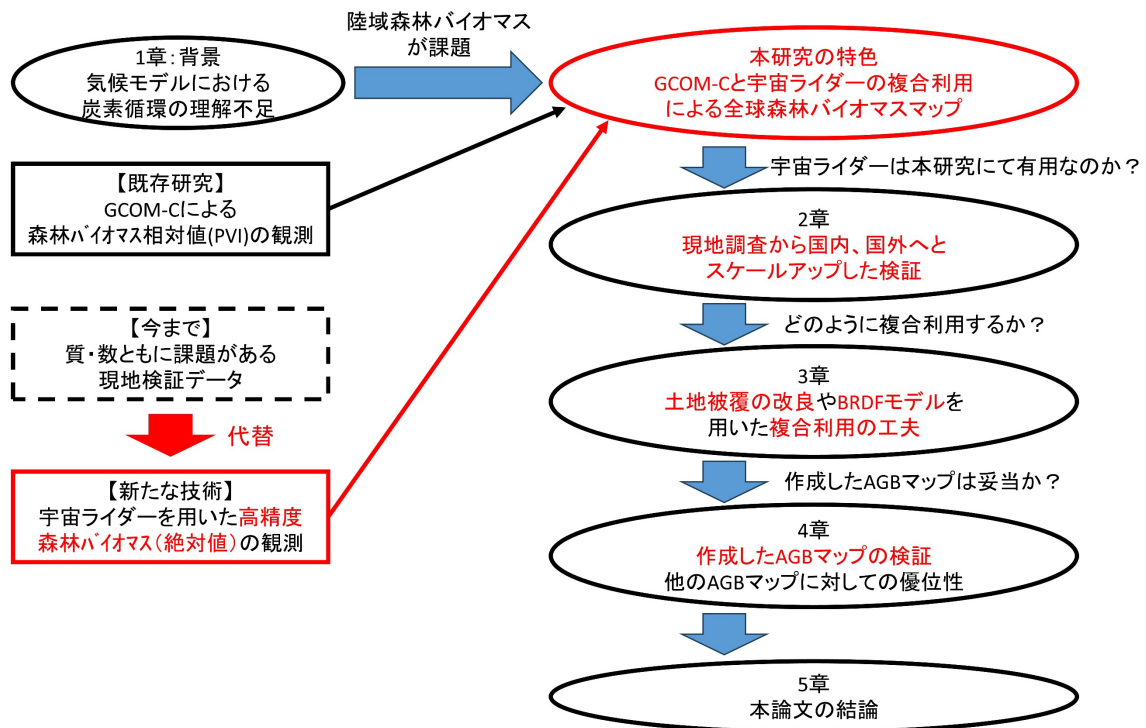 1章:背景
気候モデルにおける
炭素循環の理解不足
陸域森林バイオマス
が課題
本研究の特色
GCOM-Cと宇宙ライダーの複合利用
による全球森林バイオマスマップ
【既存研究】
GCOM-Cによる
森林ﾊﾞｲｵﾏｽ相対値(PVI)の観測
【今まで】
質・数ともに課題がある
現地検証データ
代替
【新たな技術】
宇宙ライダーを用いた高精度
森林ﾊﾞｲｵﾏｽ(絶対値)の観測
宇宙ライダーは本研究にて有用なのか？
2章
現地調査から国内、国外へと
スケールアップした検証
どのように複合利用するか？
3章
土地被覆の改良やBRDFモデルを
用いた複合利用の工夫
作成したAGBマップは妥当か？
4章
作成したAGBマップの検証
他のAGBマップに対しての優位性
5章
本論文の結論